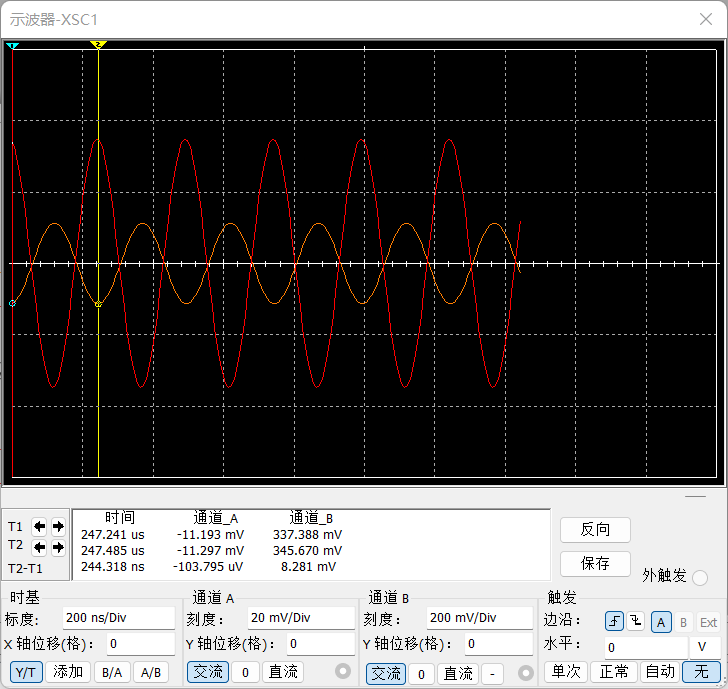 示波器-XSC1
1 2
时间 通道_A 通道_B
T1 247.241 us -11.193 mV 337.388 mV
T2 247.485 us -11.297 mV 345.670 mV
T2-T1 244.318 ns -103.795 uV 8.281 mV
反向
保存
外触发
时基
标度: 200 ns/Div
X 轴位移(格): 0
Y/T 添加 B/A A/B
通道 A
刻度: 20 mV/Div
Y 轴位移(格): 0
交流 0 直流
通道 B
刻度: 200 mV/Div
Y 轴位移(格): 0
交流 0 直流 -
触发
边沿: A B Ext
水平: 0 V
单次 正常 自动 无